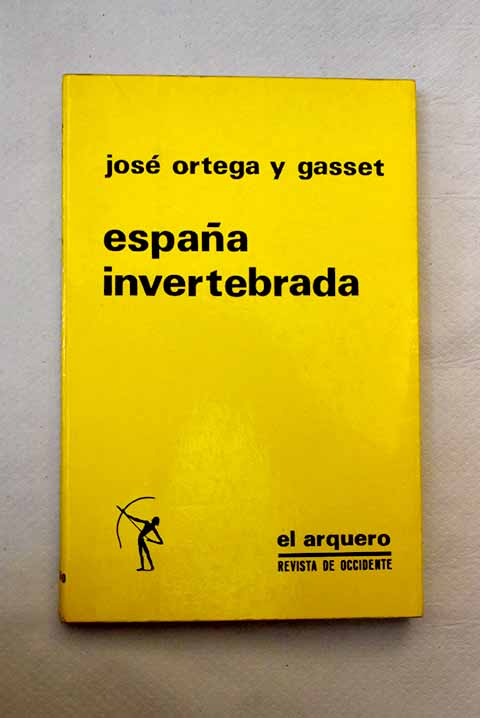 josé ortega y gasset
españa
invertebrada
el arquero
REVISTA DE OCCIDENTE